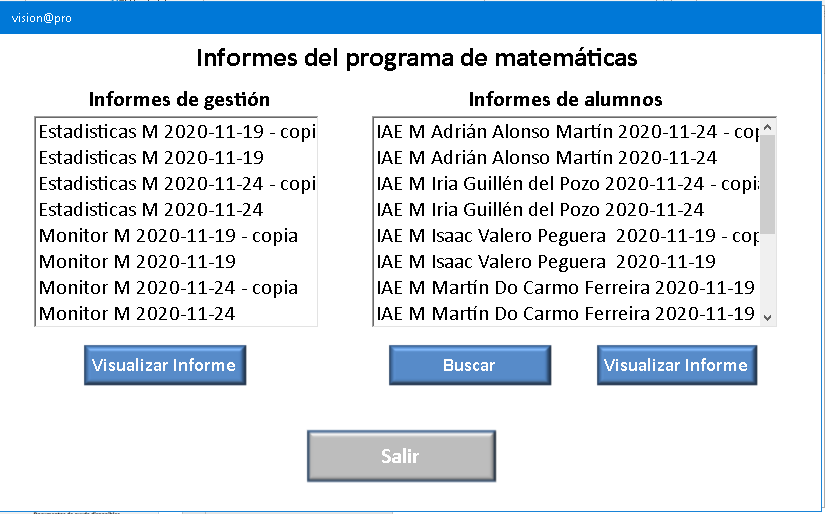 vision@pro
Informes del programa de matemáticas
Informes de gestión
Estadisticas M 2020-11-19 - copi
Estadisticas M 2020-11-19
Estadisticas M 2020-11-24 - copi
Estadisticas M 2020-11-24
Monitor M 2020-11-19 - copia
Monitor M 2020-11-19
Monitor M 2020-11-24 - copia
Monitor M 2020-11-24
Visualizar Informe
Informes de alumnos
IAE M Adrián Alonso Martín 2020-11-24 - cop
IAE M Adrián Alonso Martín 2020-11-24
IAE M Iria Guillén del Pozo 2020-11-24 - copia
IAE M Iria Guillén del Pozo 2020-11-24
IAE M Isaac Valero Peguera  2020-11-19 - cop
IAE M Isaac Valero Peguera  2020-11-19
IAE M Martín Do Carmo Ferreira 2020-11-19
IAE M Martín Do Carmo Ferreira 2020-11-19
Buscar
Visualizar Informe
Salir